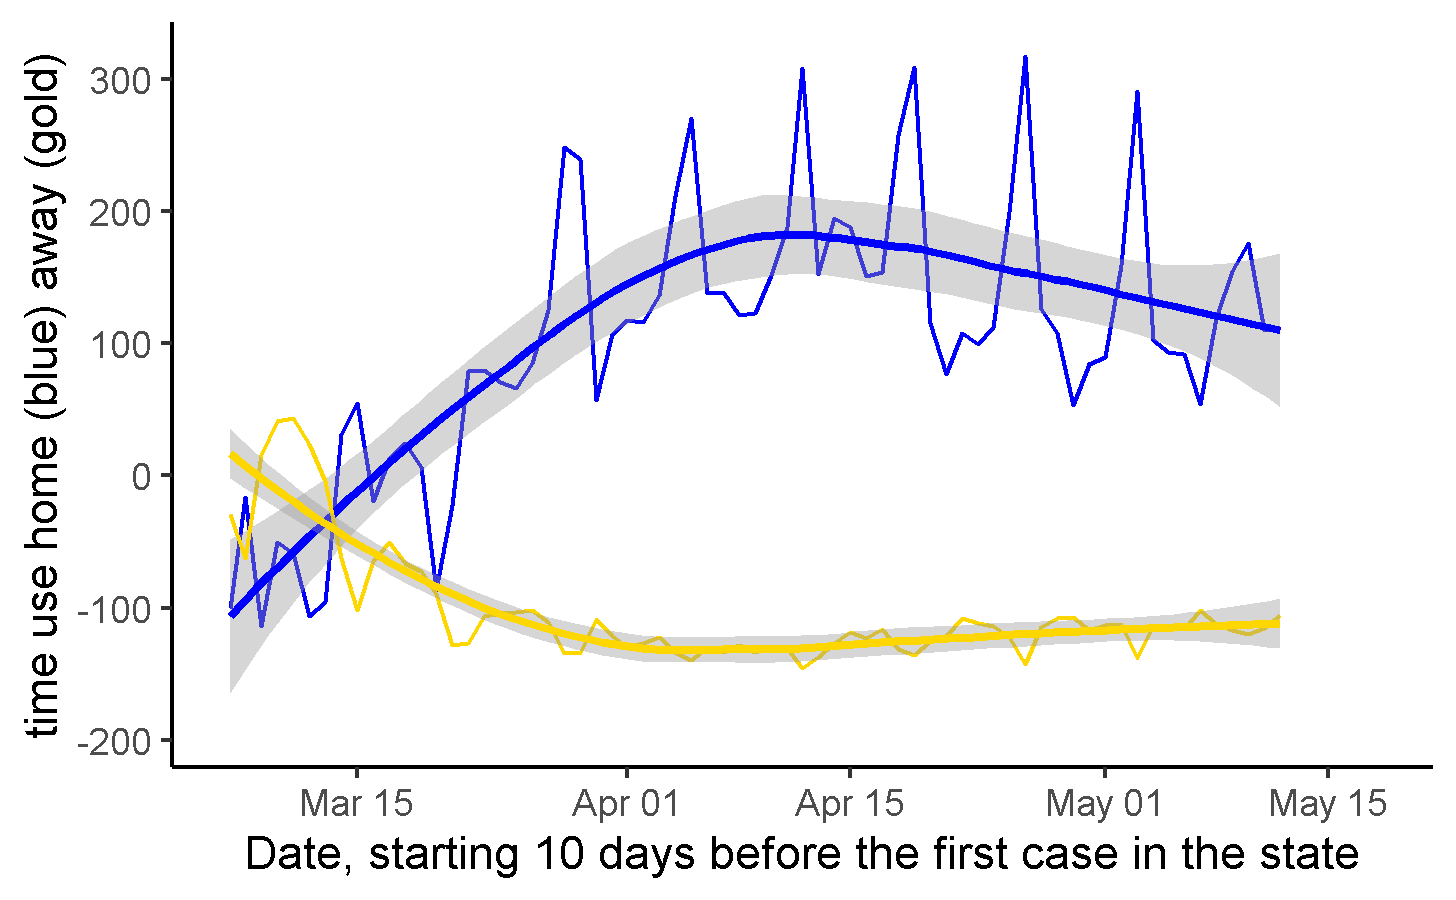 time use home (blue) away (gold)
300
200
100
0
-100
-200
Mar 15
Apr 01
Apr 15
May 01
May 15
Date, starting 10 days before the first case in the state